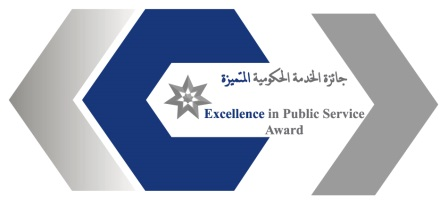 جائزة الخدمة الحكومية المتميزة
Excellence in Public Service
Award